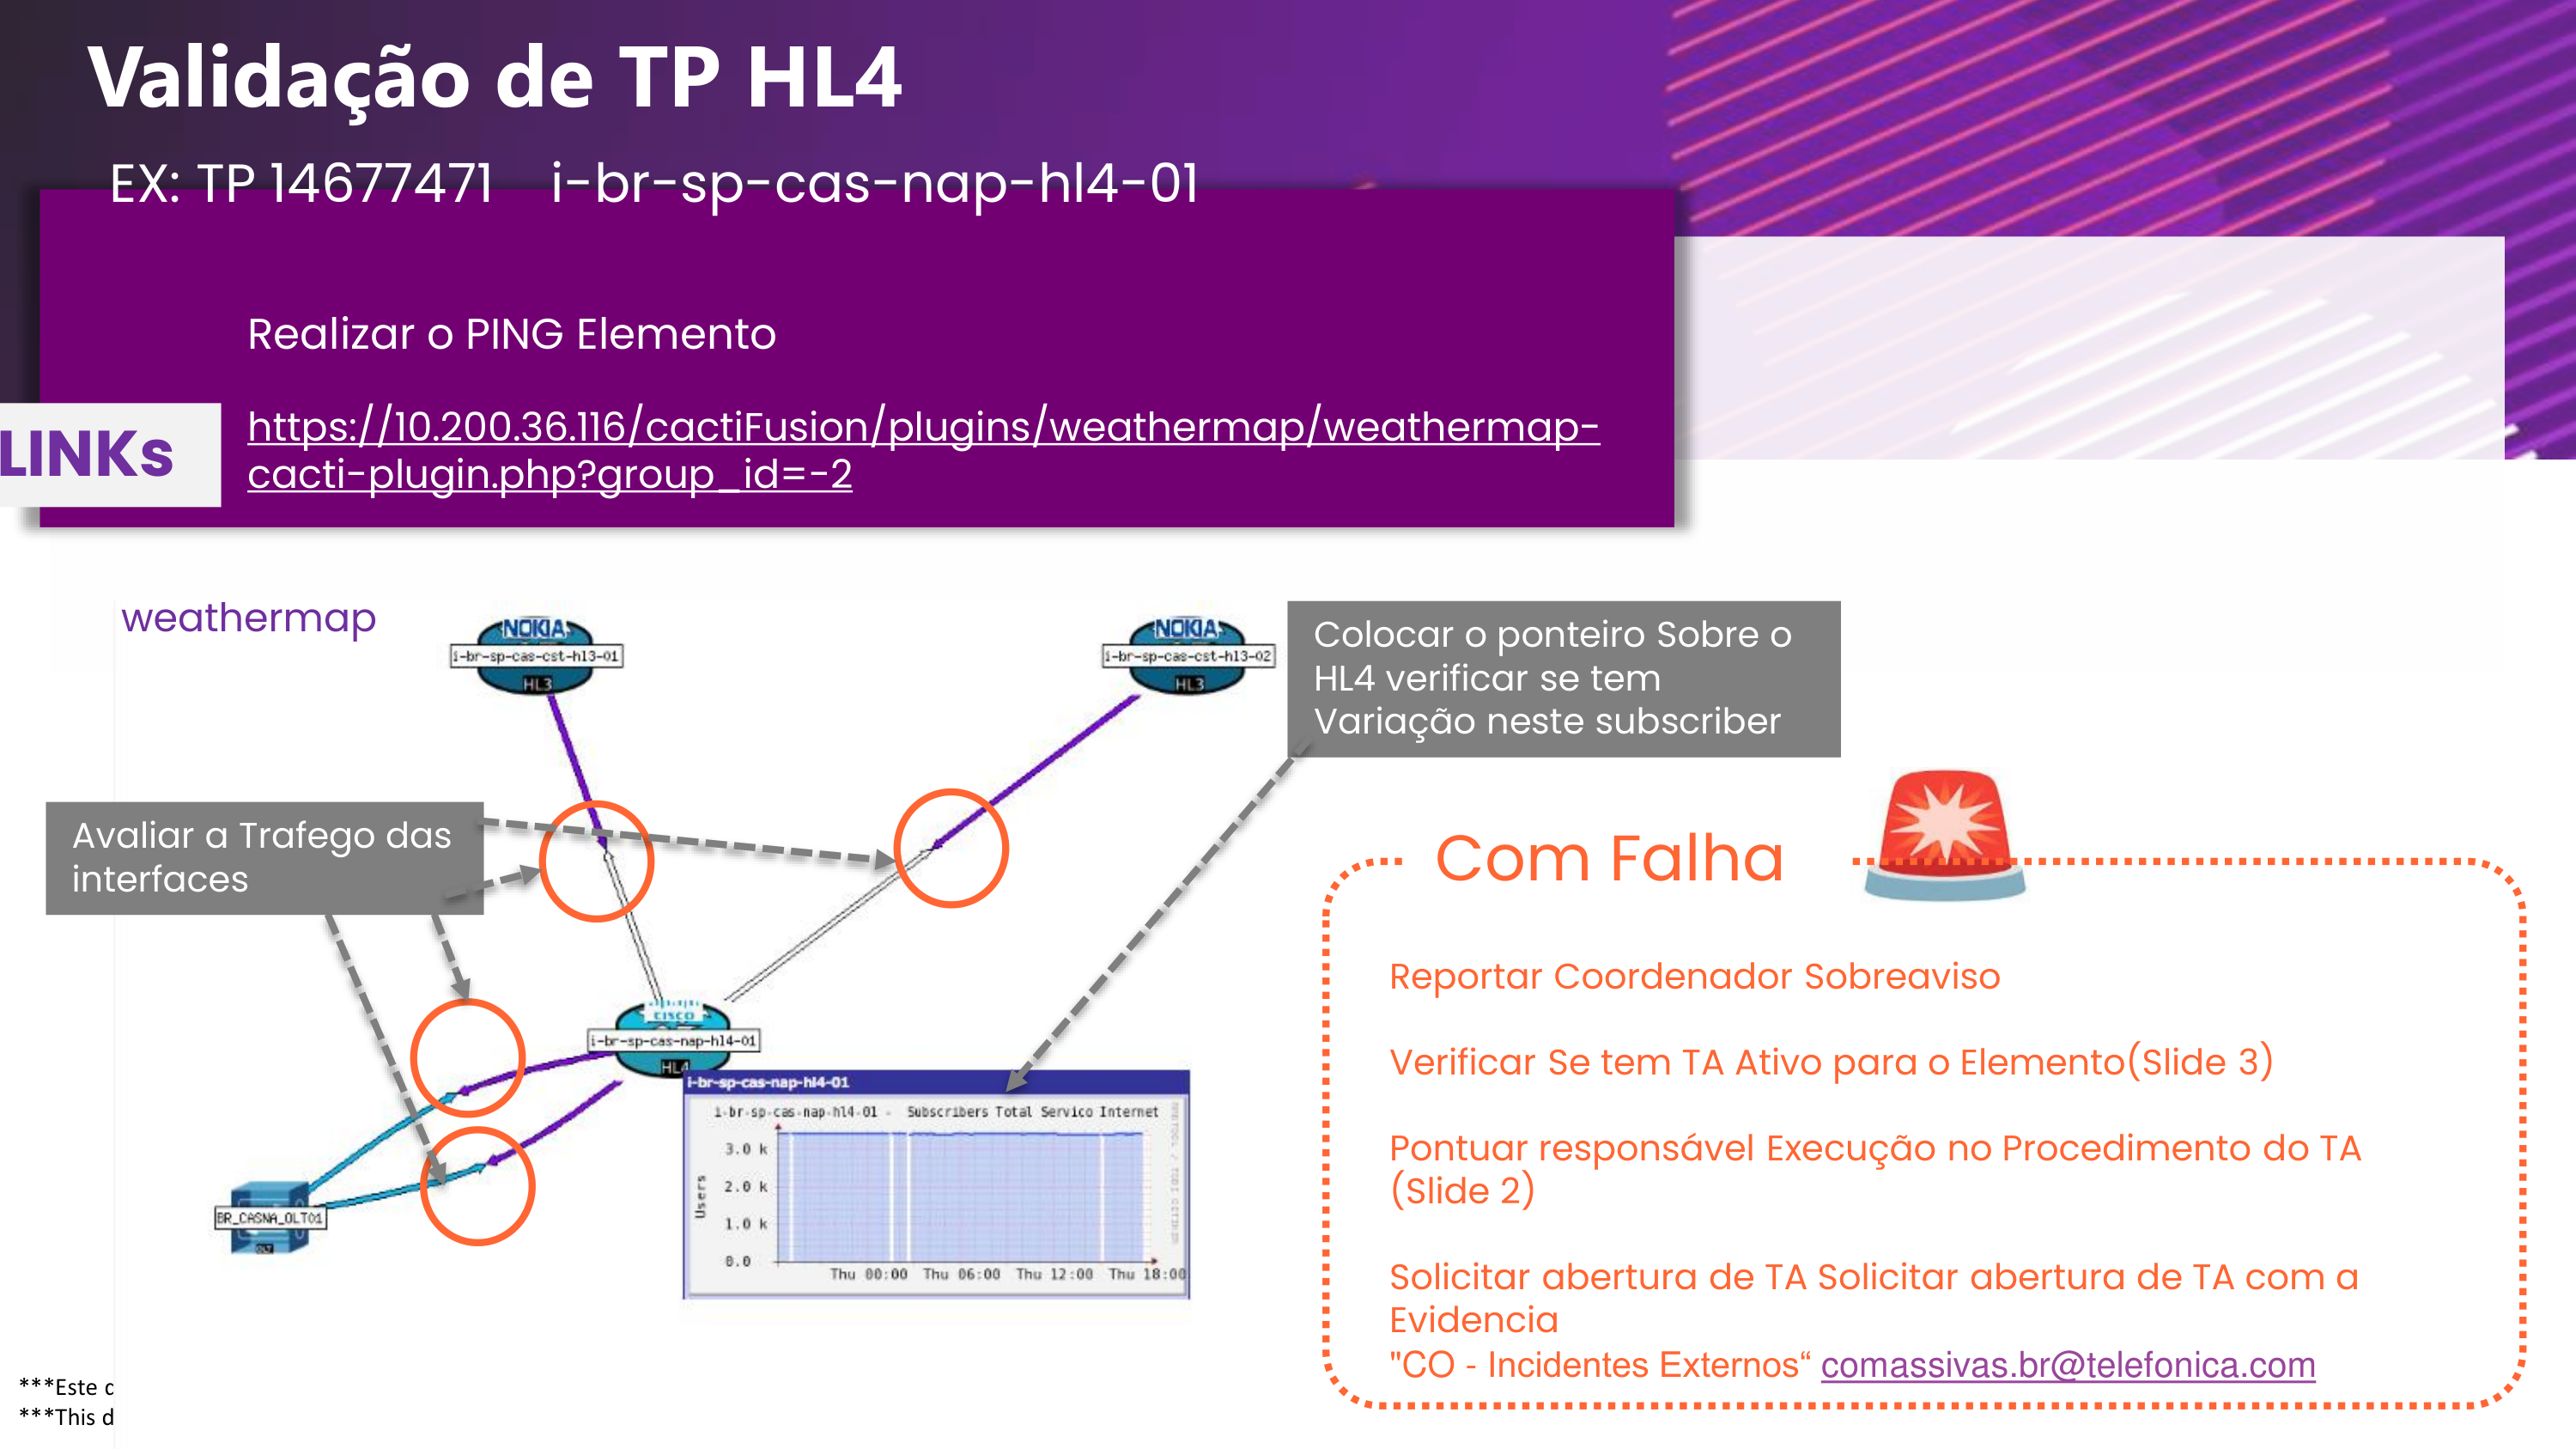 Validação de TP HL4
EX: TP 14677471    i-br-sp-cas-nap-hl4-01
Realizar o PING Elemento
LINKs
https://10.200.36.116/cactiFusion/plugins/weathermap/weathermap-
cacti-plugin.php?group_id=-2
weathermap
NOKIA
i-br-sp-cas-cst-hl3-01
HL3
NOKIA
i-br-sp-cas-cst-hl3-02
HL3
Colocar o ponteiro Sobre o
HL4 verificar se tem
Variação neste subscriber
Avaliar a Trafego das
interfaces
CISCO
i-br-sp-cas-nap-hl4-01
HL4
BR_CASNA_OLT01
OLT
i-br-sp-cas-nap-hl4-01
i-br-sp-cas-nap-hl4-01 -  Subscribers Total Servico Internet
Users
3.0 k
2.0 k
1.0 k
0.0
Thu 00:00  Thu 06:00  Thu 12:00  Thu 18:00
Com Falha
Reportar Coordenador Sobreaviso
Verificar Se tem TA Ativo para o Elemento(Slide 3)
Pontuar responsável Execução no Procedimento do TA
(Slide 2)
Solicitar abertura de TA Solicitar abertura de TA com a
Evidencia
"CO - Incidentes Externos“ comassivas.br@telefonica.com
***Este
***This